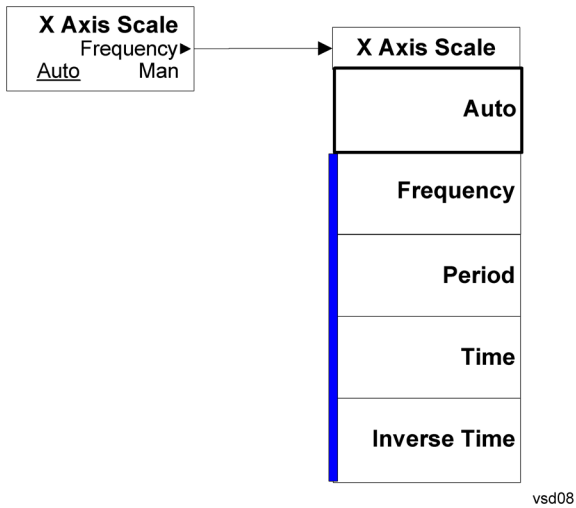 X Axis Scale
Frequency
Auto Man
X Axis Scale
Auto
Frequency
Period
Time
Inverse Time
vsd08